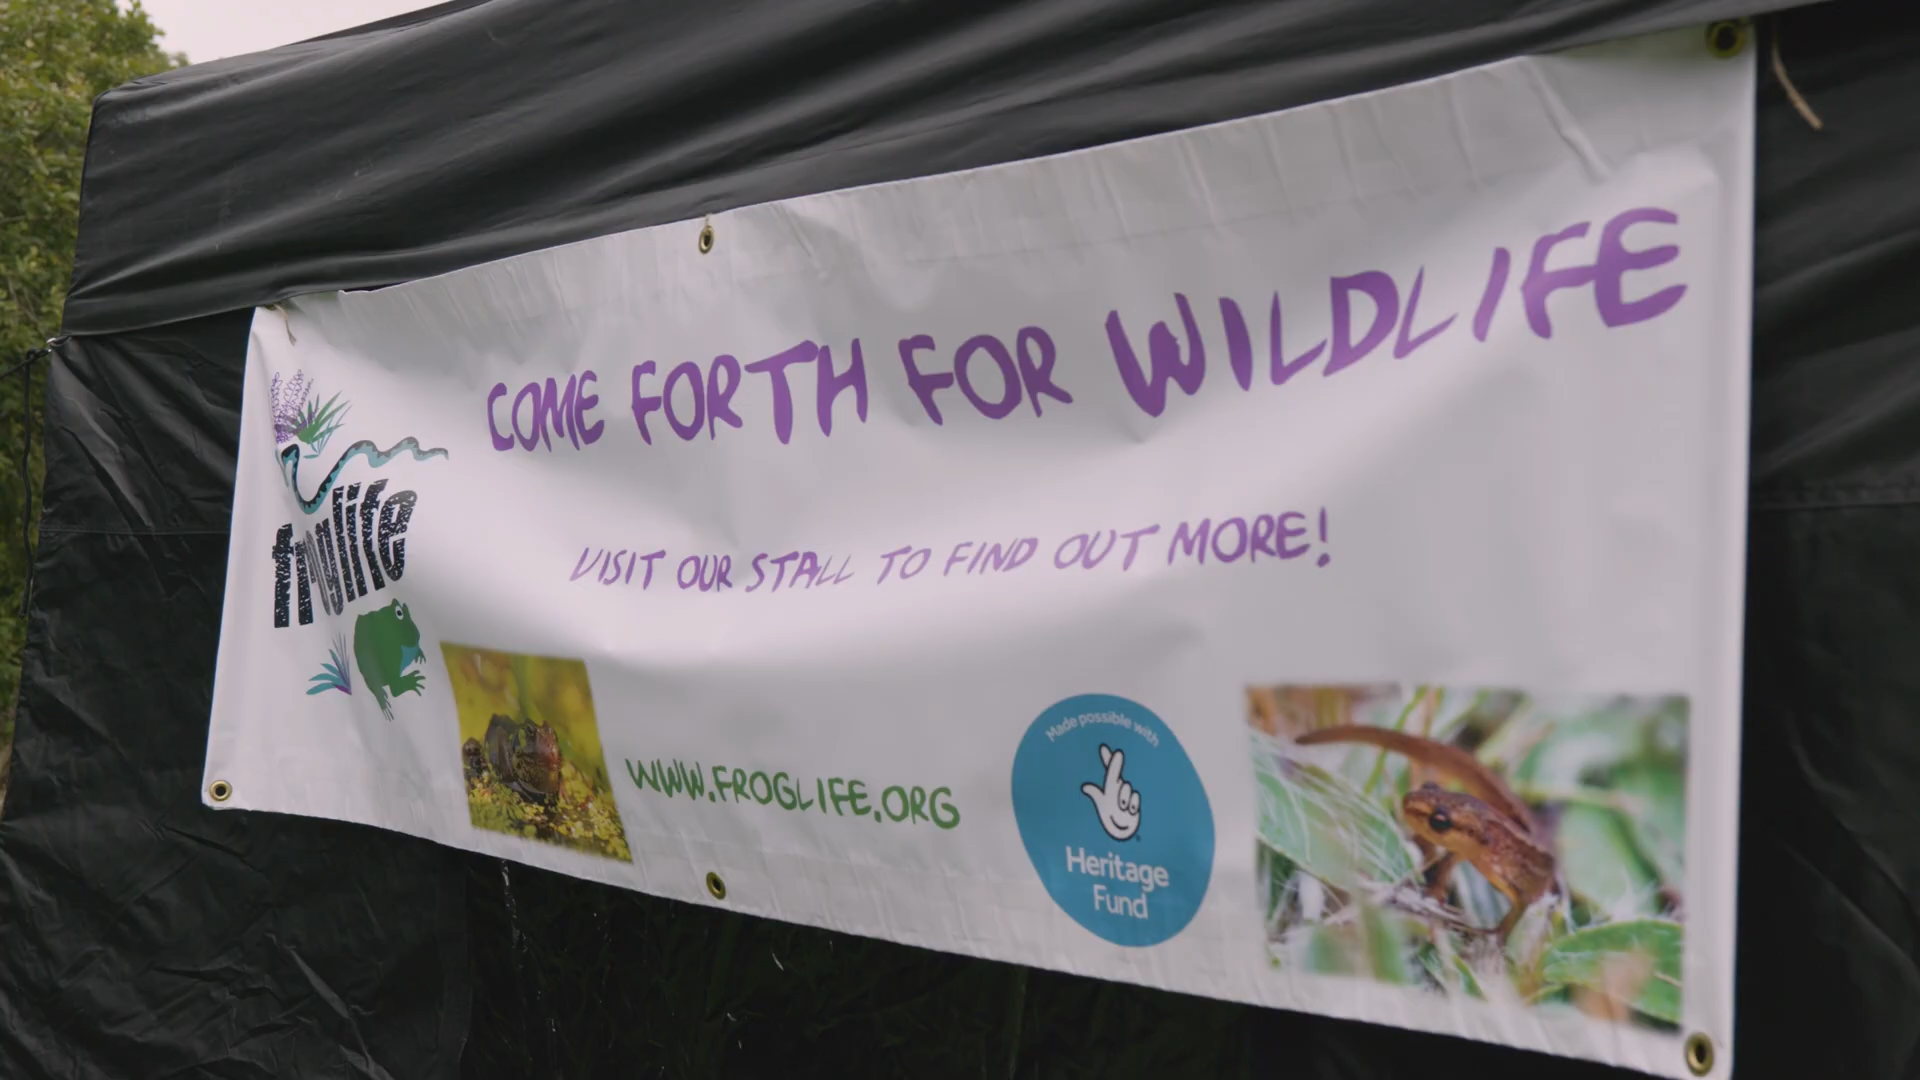 COME FORTH FOR WILDLIFE
froglife
VISIT OUR STALL TO FIND OUT MORE!
WWW.FROGLIFE.ORG
Made possible with
Heritage
Fund